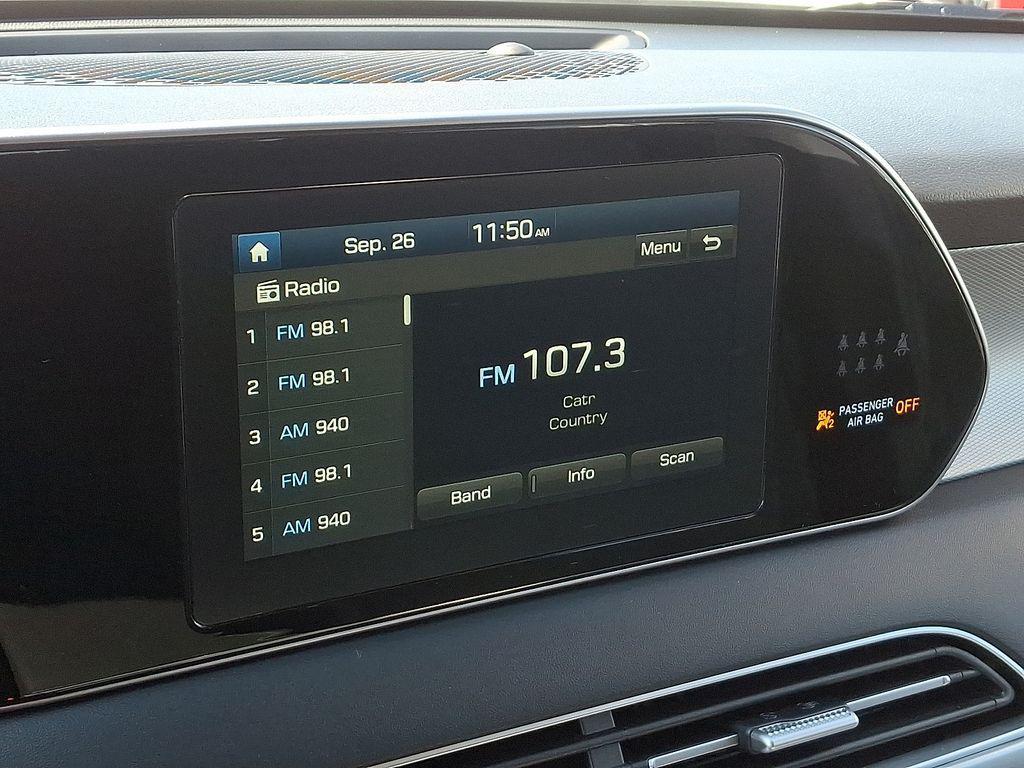 Sep. 26
11:50 AM
Menu
Radio
1 FM 98.1
2 FM 98.1
3 AM 940
4 FM 98.1
5 AM 940
FM 107.3
Catr
Country
Band
Info
Scan
PASSENGER
AIR BAG
OFF
2